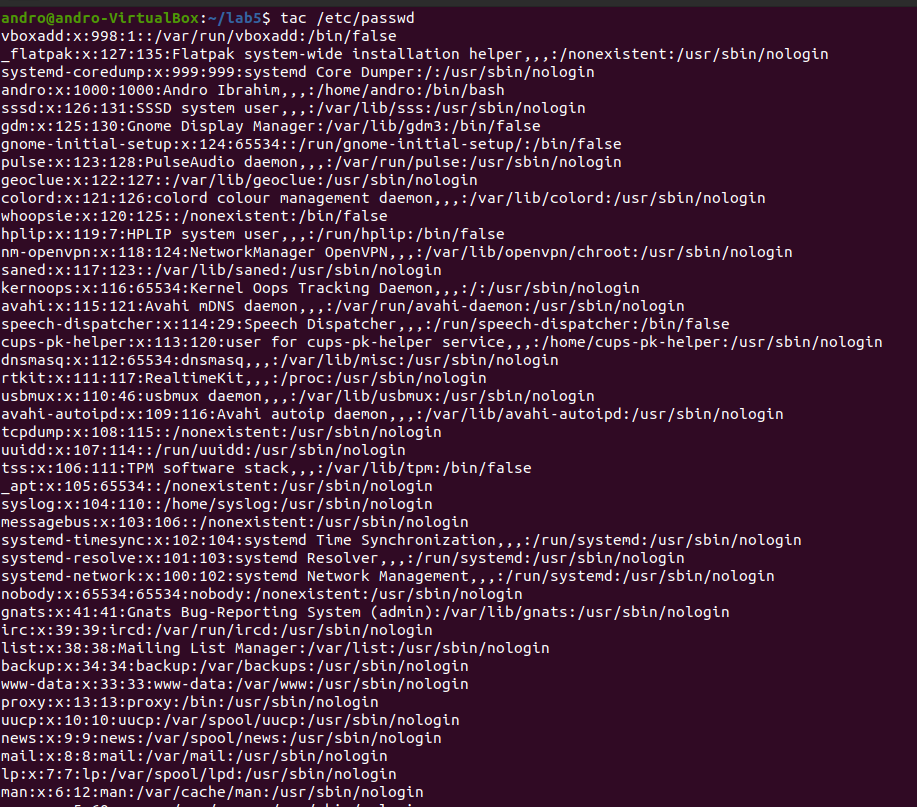 andro@andro-VirtualBox:~/lab5$ tac /etc/passwd
vboxadd:x:998:1::/var/run/vboxadd:/bin/false
_flatpak:x:127:135:Flatpak system-wide installation helper,,,:/nonexistent:/usr/sbin/nologin
systemd-coredump:x:999:999:systemd Core Dumper:/:/usr/sbin/nologin
andro:x:1000:1000:Andro Ibrahim,,,:/home/andro:/bin/bash
sssd:x:126:131:SSSD system user,,,:/var/lib/sss:/usr/sbin/nologin
gdm:x:125:130:Gnome Display Manager:/var/lib/gdm3:/bin/false
gnome-initial-setup:x:124:65534::/run/gnome-initial-setup/:/bin/false
pulse:x:123:128:PulseAudio daemon,,,:/var/run/pulse:/usr/sbin/nologin
geoclue:x:122:127::/var/lib/geoclue:/usr/sbin/nologin
colord:x:121:126:colord colour management daemon,,,:/var/lib/colord:/usr/sbin/nologin
whoopsie:x:120:125::/nonexistent:/bin/false
hplip:x:119:7:HPLIP system user,,,:/run/hplip:/bin/false
nm-openvpn:x:118:124:NetworkManager OpenVPN,,,:/var/lib/openvpn/chroot:/usr/sbin/nologin
saned:x:117:123::/var/lib/saned:/usr/sbin/nologin
kernoops:x:116:65534:Kernel Oops Tracking Daemon,,,:/:/usr/sbin/nologin
avahi:x:115:121:Avahi mDNS daemon,,,:/var/run/avahi-daemon:/usr/sbin/nologin
speech-dispatcher:x:114:29:Speech Dispatcher,,,:/run/speech-dispatcher:/bin/false
cups-pk-helper:x:113:120:user for cups-pk-helper service,,,:/home/cups-pk-helper:/usr/sbin/nologin
dnsmasq:x:112:65534:dnsmasq,,,:/var/lib/misc:/usr/sbin/nologin
rtkit:x:111:117:RealtimeKit,,,:/proc:/usr/sbin/nologin
usbmux:x:110:46:usbmux daemon,,,:/var/lib/usbmux:/usr/sbin/nologin
avahi-autoipd:x:109:116:Avahi autoip daemon,,,:/var/lib/avahi-autoipd:/usr/sbin/nologin
tcpdump:x:108:115::/nonexistent:/usr/sbin/nologin
uuidd:x:107:114::/run/uuidd:/usr/sbin/nologin
tss:x:106:111:TPM software stack,,,:/var/lib/tpm:/bin/false
_apt:x:105:65534::/nonexistent:/usr/sbin/nologin
syslog:x:104:110::/home/syslog:/usr/sbin/nologin
messagebus:x:103:106::/nonexistent:/usr/sbin/nologin
systemd-timesync:x:102:104:systemd Time Synchronization,,,:/run/systemd:/usr/sbin/nologin
systemd-resolve:x:101:103:systemd Resolver,,,:/run/systemd:/usr/sbin/nologin
systemd-network:x:100:102:systemd Network Management,,,:/run/systemd:/usr/sbin/nologin
nobody:x:65534:65534:nobody:/nonexistent:/usr/sbin/nologin
gnats:x:41:41:Gnats Bug-Reporting System (admin):/var/lib/gnats:/usr/sbin/nologin
irc:x:39:39:ircd:/var/run/ircd:/usr/sbin/nologin
list:x:38:38:Mailing List Manager:/var/list:/usr/sbin/nologin
backup:x:34:34:backup:/var/backups:/usr/sbin/nologin
www-data:x:33:33:www-data:/var/www:/usr/sbin/nologin
proxy:x:13:13:proxy:/bin:/usr/sbin/nologin
uucp:x:10:10:uucp:/var/spool/uucp:/usr/sbin/nologin
news:x:9:9:news:/var/spool/news:/usr/sbin/nologin
mail:x:8:8:mail:/var/mail:/usr/sbin/nologin
lp:x:7:7:lp:/var/spool/lpd:/usr/sbin/nologin
man:x:6:12:man:/var/cache/man:/usr/sbin/nologin